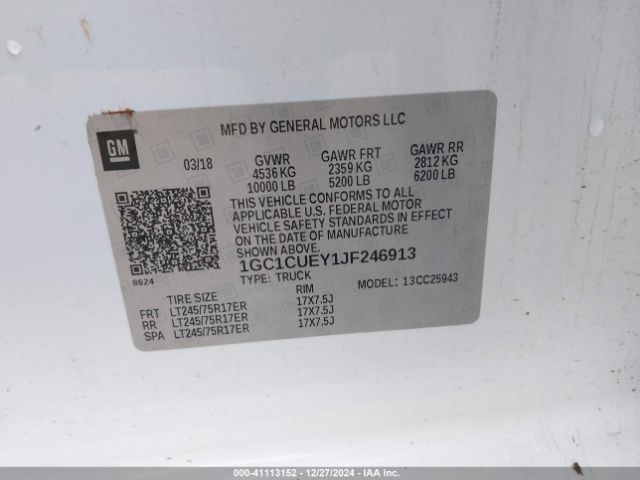 MFD BY GENERAL MOTORS LLC
GM
03/18 GVWR GAWR FRT GAWR RR
4536 KG 2359 KG 2812 KG
10000 LB 5200 LB 6200 LB
THIS VEHICLE CONFORMS TO ALL
APPLICABLE U.S. FEDERAL MOTOR
VEHICLE SAFETY STANDARDS IN EFFECT
ON THE DATE OF MANUFACTURE
SHOWN ABOVE.
1GC1CUEY1JF246913
8624
TYPE: TRUCK MODEL: 13CC25943
TIRE SIZE RIM
FRT LT245/75R17ER 17X7.5J
RR LT245/75R17ER 17X7.5J
SPA LT245/75R17ER 17X7.5J
000-41113152 - 12/27/2024 - IAA Inc.